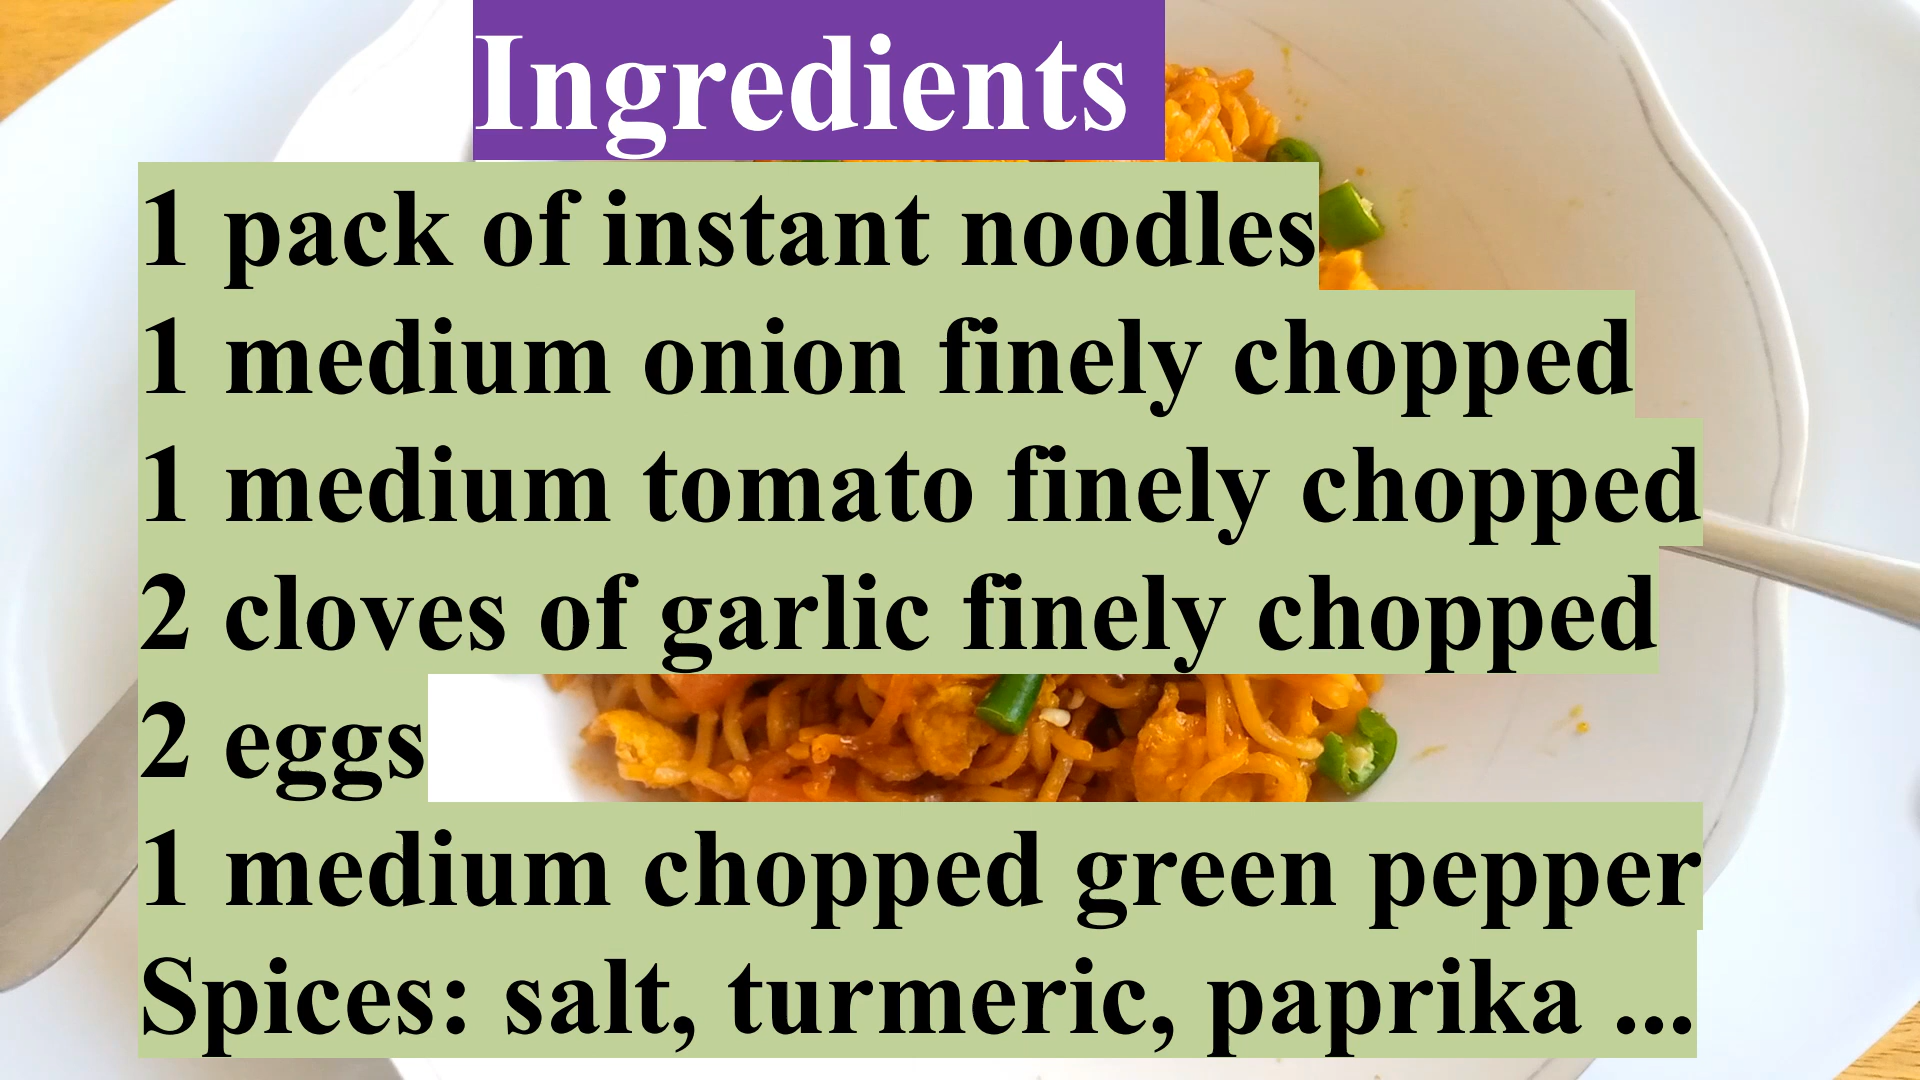 Ingredients
1 pack of instant noodles
1 medium onion finely chopped
1 medium tomato finely chopped
2 cloves of garlic finely chopped
2 eggs
1 medium chopped green pepper
Spices: salt, turmeric, paprika ...